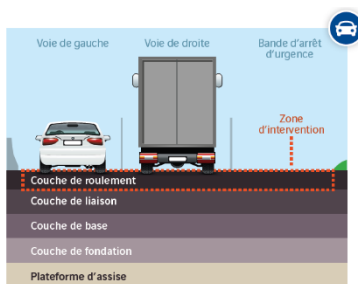 Voie de gauche
Voie de droite
Bande d'arrêt
d'urgence
Zone
d'intervention
Couche de roulement
Couche de liaison
Couche de base
Couche de fondation
Plateforme d'assise